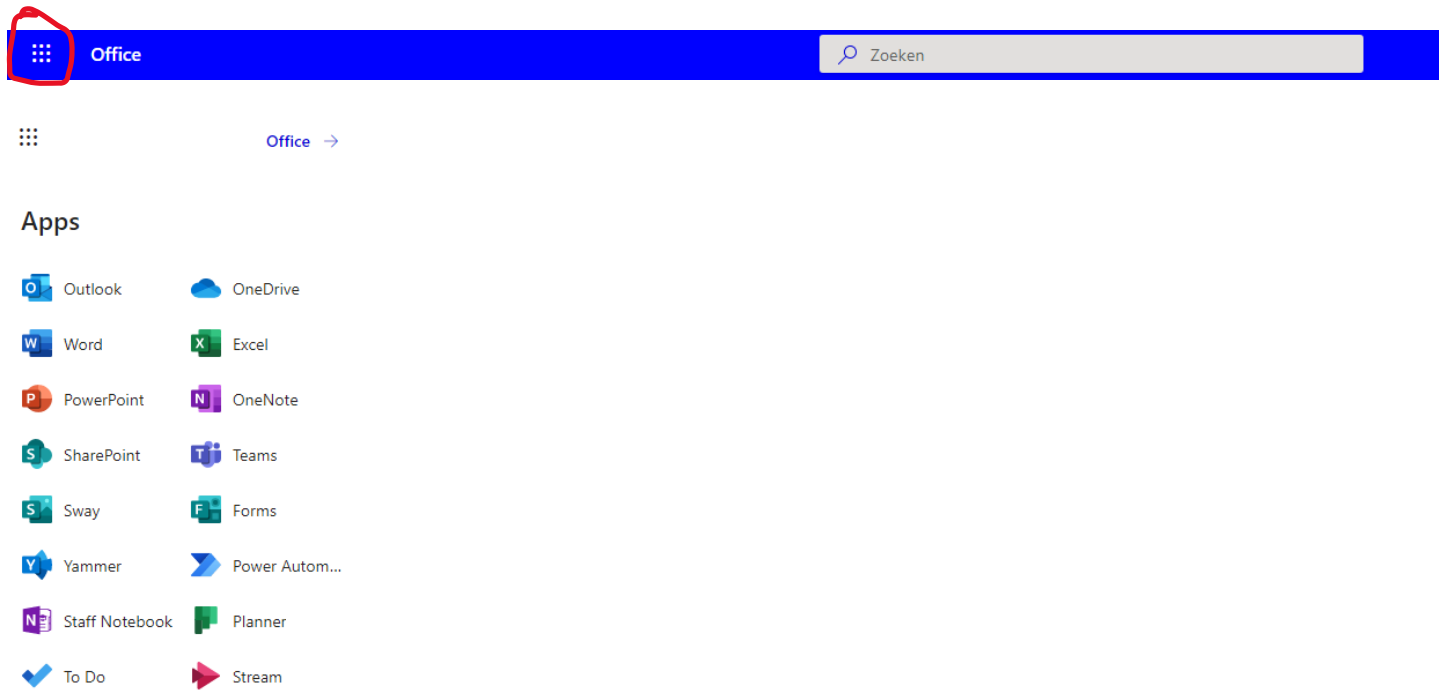 Office
Zoeken
Office
Apps
Outlook OneDrive
Word Excel
PowerPoint OneNote
SharePoint Teams
Sway Forms
Yammer Power Autom...
Staff Notebook Planner
To Do Stream